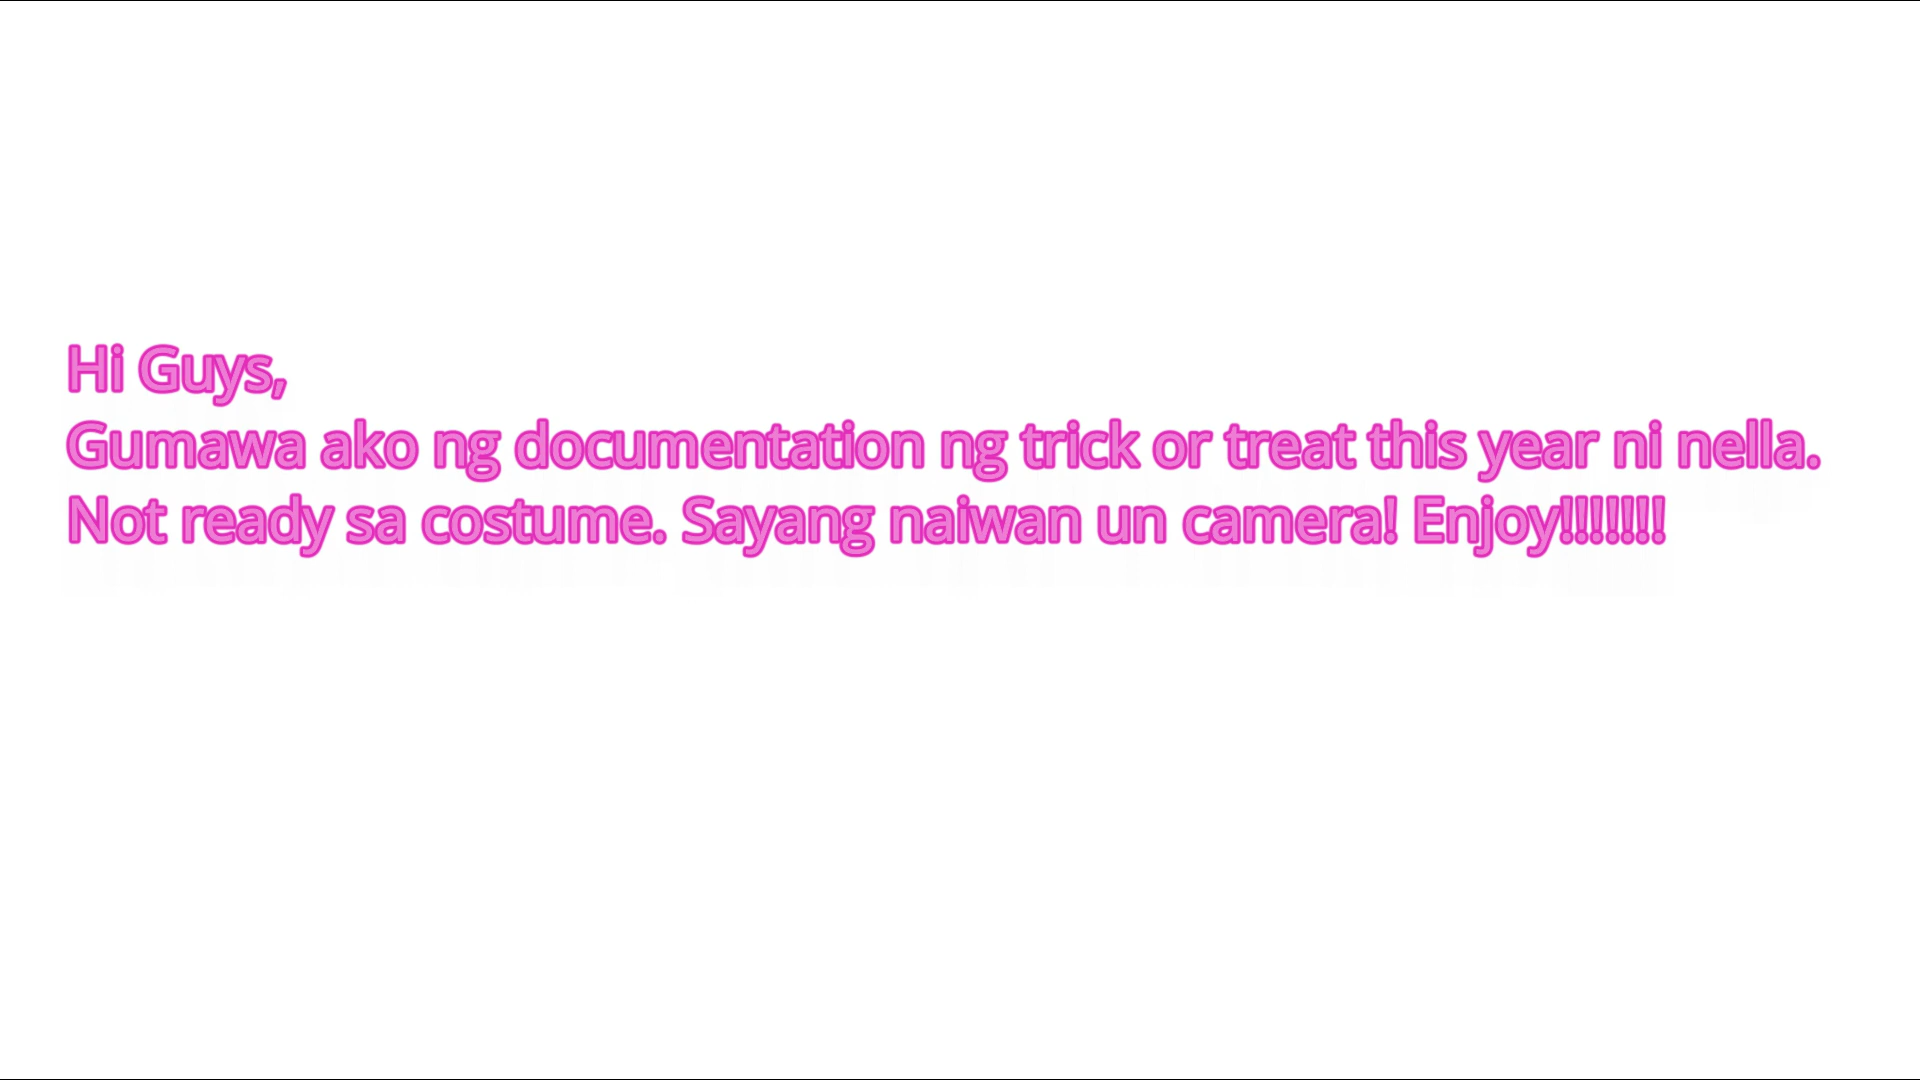 Hi Guys,
Gumawa ako ng documentation ng trick or treat this year ni nella.
Not ready sa costume. Sayang naiwan un camera! Enjoy!!!!!!!